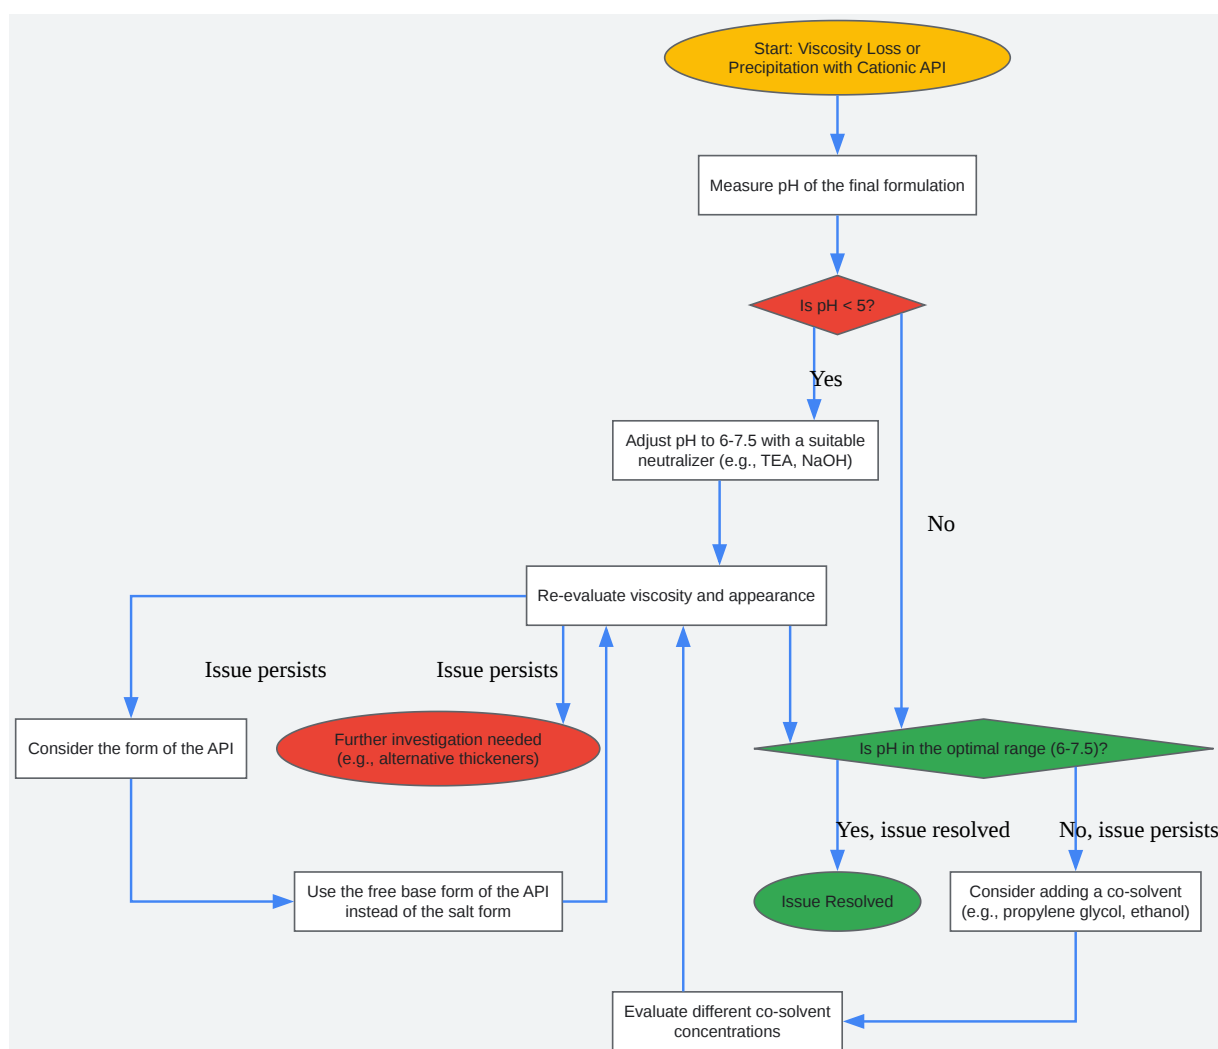 Start: Viscosity Loss or
Precipitation with Cationic API
Measure pH of the final formulation
Is pH < 5?
Yes
Adjust pH to 6-7.5 with a suitable
neutralizer (e.g., TEA, NaOH)
No
Re-evaluate viscosity and appearance
Issue persists
Issue persists
Consider the form of the API
Further investigation needed
(e.g., alternative thickeners)
Is pH in the optimal range (6-7.5)?
Yes, issue resolved
No, issue persists
Use the free base form of the API
instead of the salt form
Issue Resolved
Consider adding a co-solvent
(e.g., propylene glycol, ethanol)
Evaluate different co-solvent
concentrations